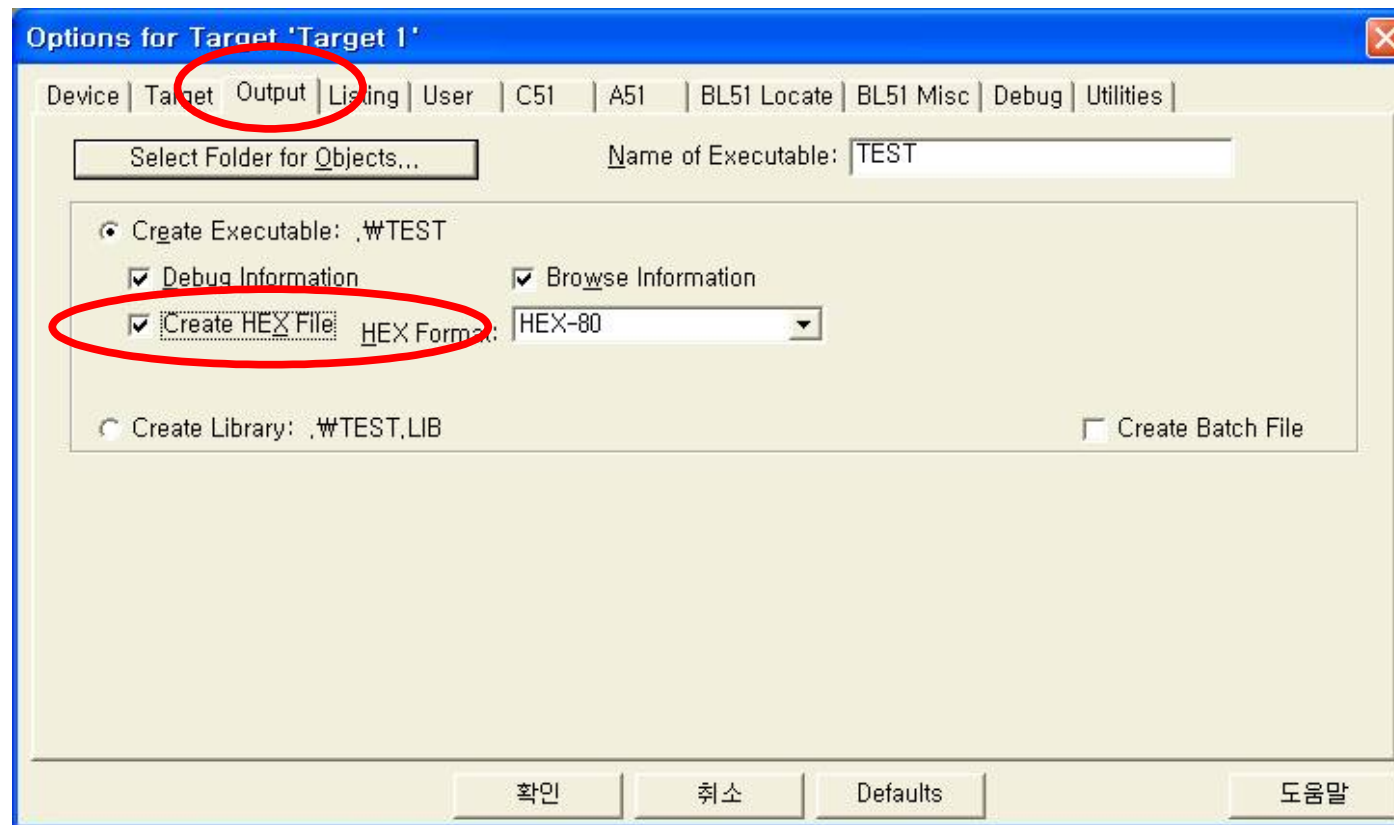 Options for Target 'Target 1'
Device Target Output Listing User C51 A51 BL51 Locate BL51 Misc Debug Utilities
Select Folder for Objects... Name of Executable: TEST
Create Executable: .₩TEST
Debug Information Browse Information
Create HEX File HEX Format: HEX-80
Create Library: .₩TEST.LIB Create Batch File
확인 취소 Defaults 도움말